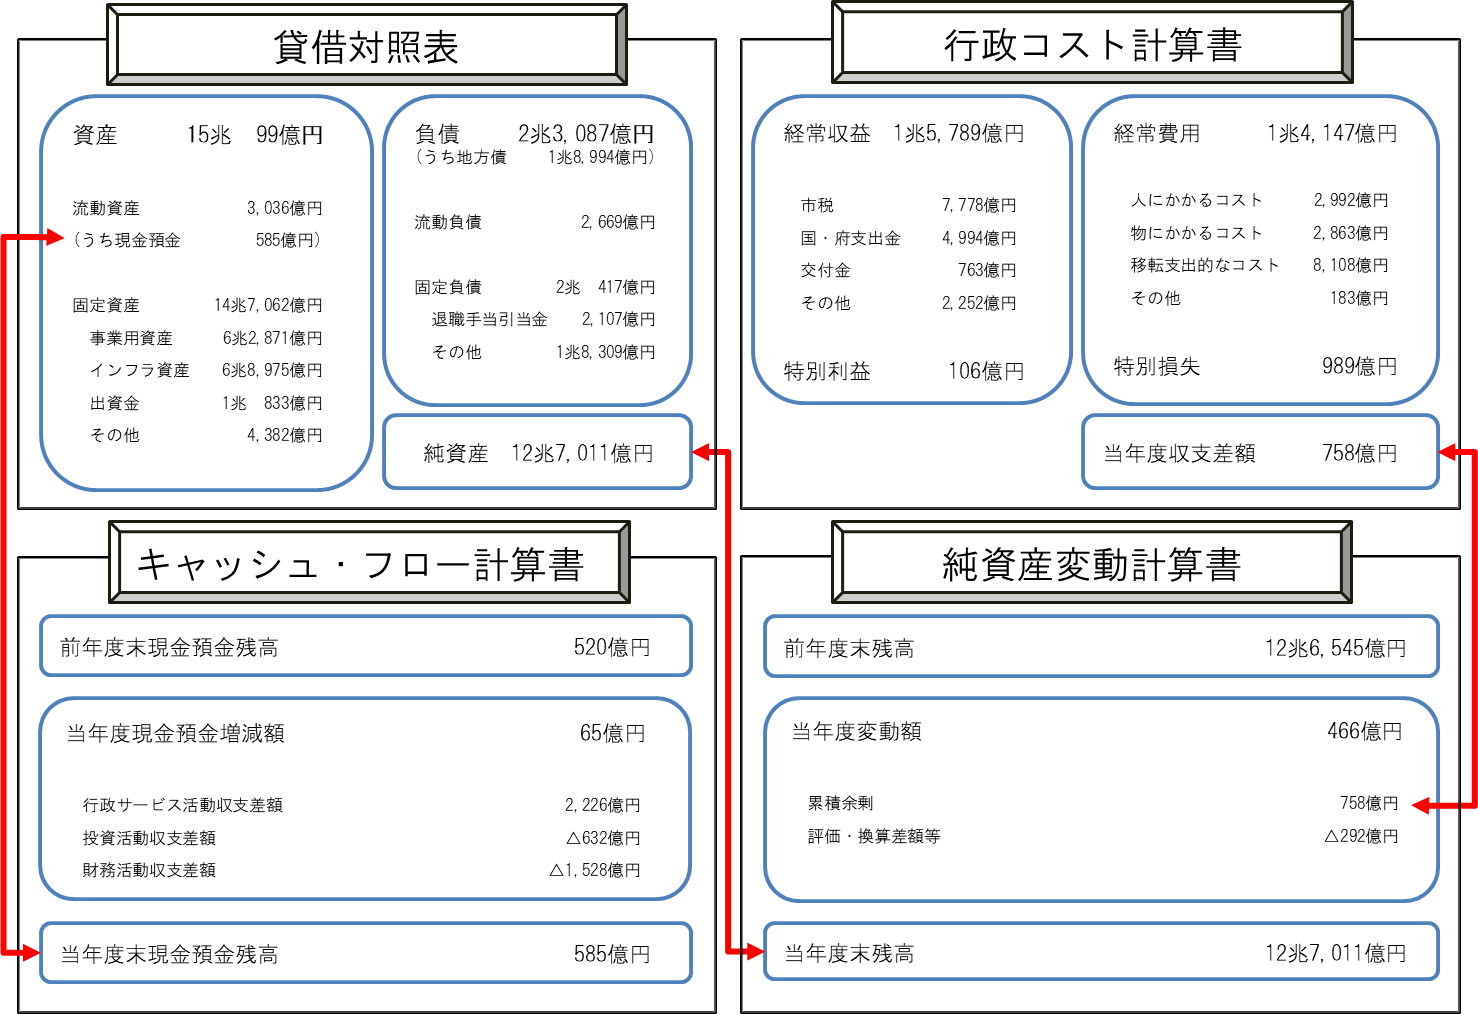 貸借対照表
資産 15兆 99億円
流動資産 3,036億円
(うち現金預金 585億円)
固定資産 14兆7,062億円
事業用資産 6兆2,871億円
インフラ資産 6兆8,975億円
出資金 1兆 833億円
その他 4,382億円
負債 2兆3,087億円
(うち地方債 1兆8,994億円)
流動負債 2,669億円
固定負債 2兆 417億円
退職手当引当金 2,107億円
その他 1兆8,309億円
純資産 12兆7,011億円
行政コスト計算書
経常収益 1兆5,789億円
市税 7,778億円
国・府支出金 4,994億円
交付金 763億円
その他 2,252億円
特別利益 106億円
経常費用 1兆4,147億円
人にかかるコスト 2,992億円
物にかかるコスト 2,863億円
移転支出的なコスト 8,108億円
その他 183億円
特別損失 989億円
当年度収支差額 758億円
キャッシュ・フロー計算書
前年度末現金預金残高 520億円
当年度現金預金増減額 65億円
行政サービス活動収支差額 2,226億円
投資活動収支差額 △632億円
財務活動収支差額 △1,528億円
当年度末現金預金残高 585億円
純資産変動計算書
前年度末残高 12兆6,545億円
当年度変動額 466億円
累積余剰 758億円
評価・換算差額等 △292億円
当年度末残高 12兆7,011億円